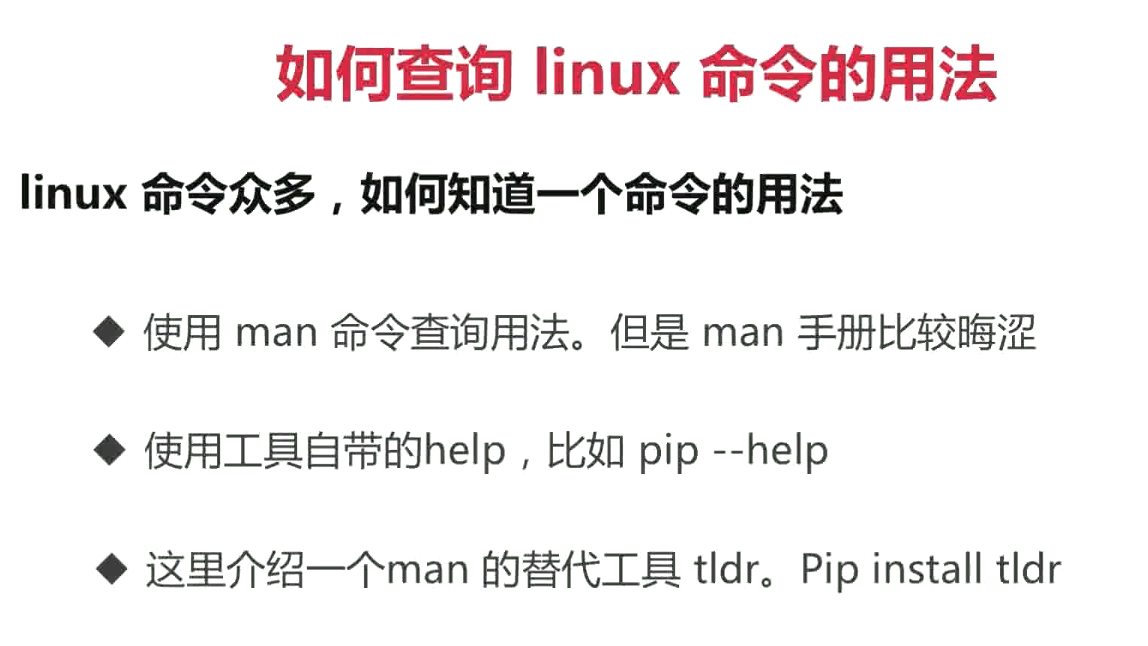 如何查询 linux 命令的用法
linux 命令众多，如何知道一个命令的用法
◆ 使用 man 命令查询用法。但是 man 手册比较晦涩
◆ 使用工具自带的help，比如 pip --help
◆ 这里介绍一个man 的替代工具 tldr。Pip install tldr